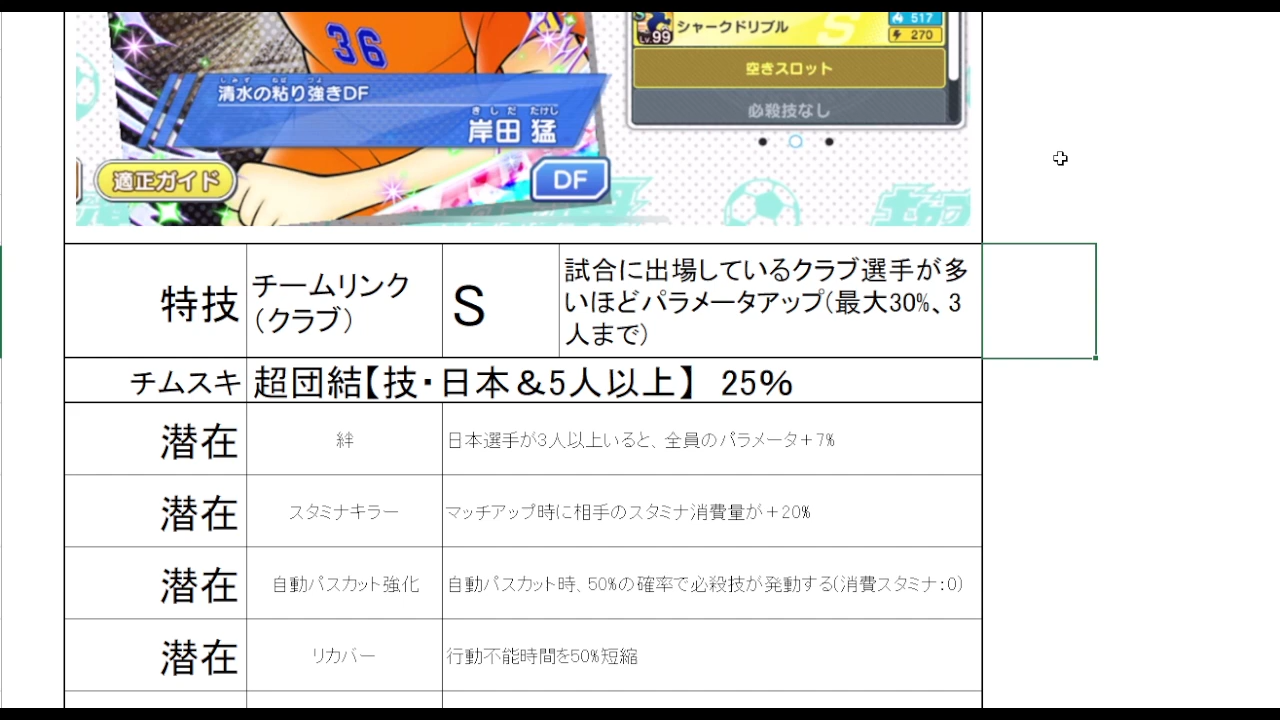 36
しみず ねば づよ
清水の粘り強きDF
きしだ たけし
岸田 猛
適正ガイド
DF
S
Lv.99
シャークドリブル
517
270
空きスロット
必殺技なし
特技
チームリンク
（クラブ）
S
試合に出場しているクラブ選手が多
いほどパラメータアップ(最大30%、3
人まで)
チムスキ
超団結【技・日本＆5人以上】 25%
潜在
絆
日本選手が3人以上いると、全員のパラメータ＋7%
潜在
スタミナキラー
マッチアップ時に相手のスタミナ消費量が＋20%
潜在
自動パスカット強化
自動パスカット時、50%の確率で必殺技が発動する(消費スタミナ：0)
潜在
リカバー
行動不能時間を50%短縮